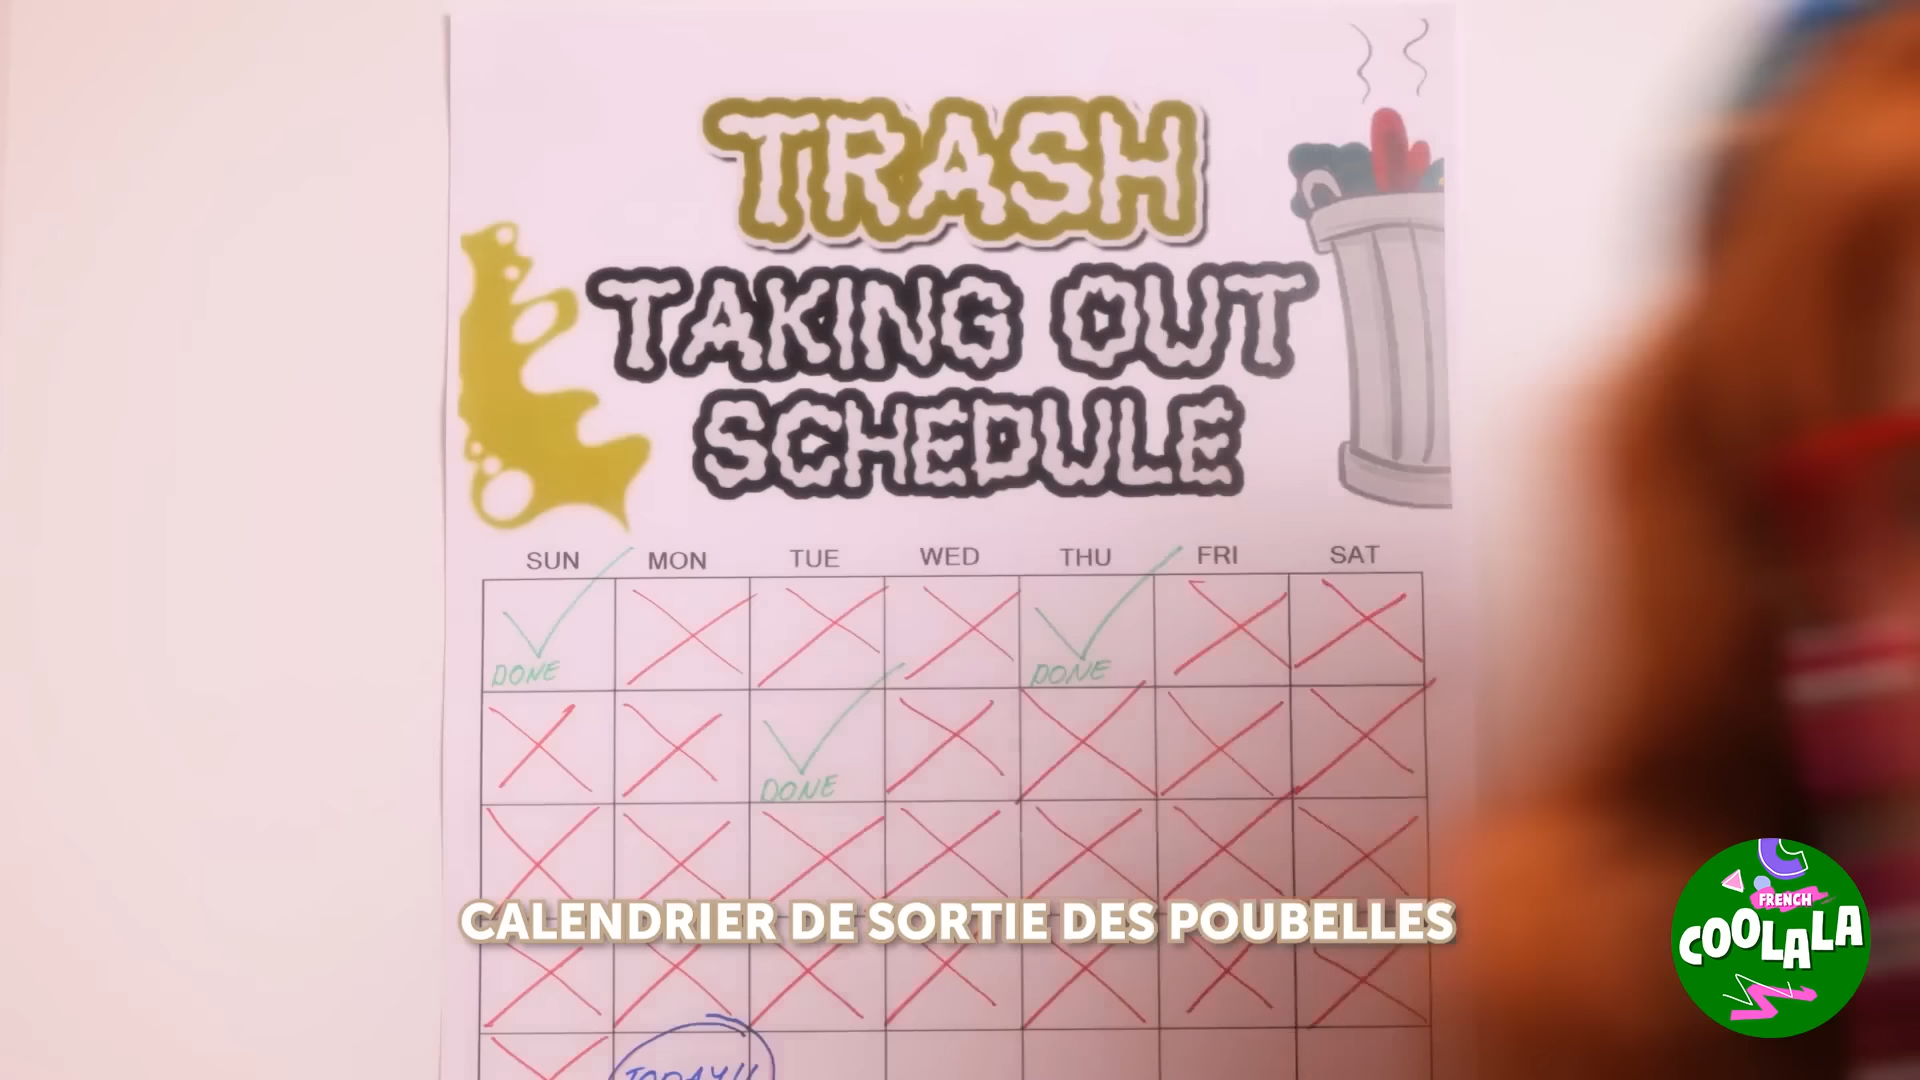 TRASH
TAKING OUT
SCHEDULE
SUN MON TUE WED THU FRI SAT
DONE DONE
DONE
CALENDRIER DE SORTIE DES POUBELLES
FRENCH
COOLALA
TODAY!!